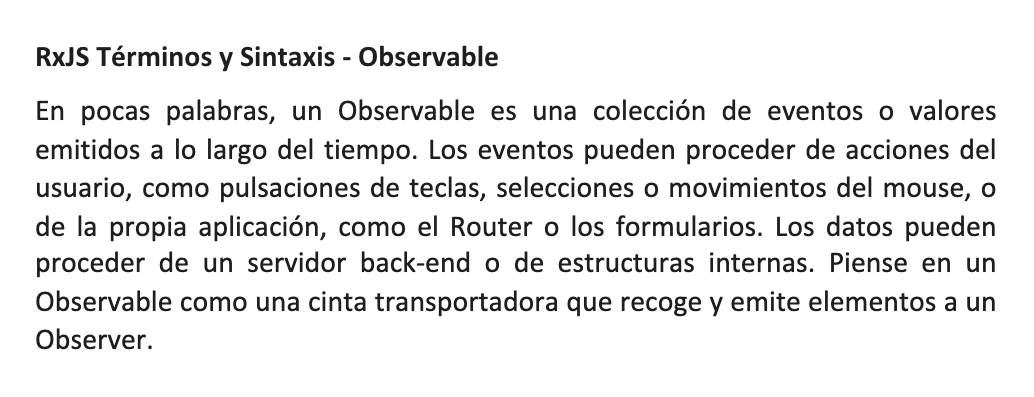 RxJS Términos y Sintaxis - Observable
En pocas palabras, un Observable es una colección de eventos o valores
emitidos a lo largo del tiempo. Los eventos pueden proceder de acciones del
usuario, como pulsaciones de teclas, selecciones o movimientos del mouse, o
de la propia aplicación, como el Router o los formularios. Los datos pueden
proceder de un servidor back-end o de estructuras internas. Piense en un
Observable como una cinta transportadora que recoge y emite elementos a un
Observer.